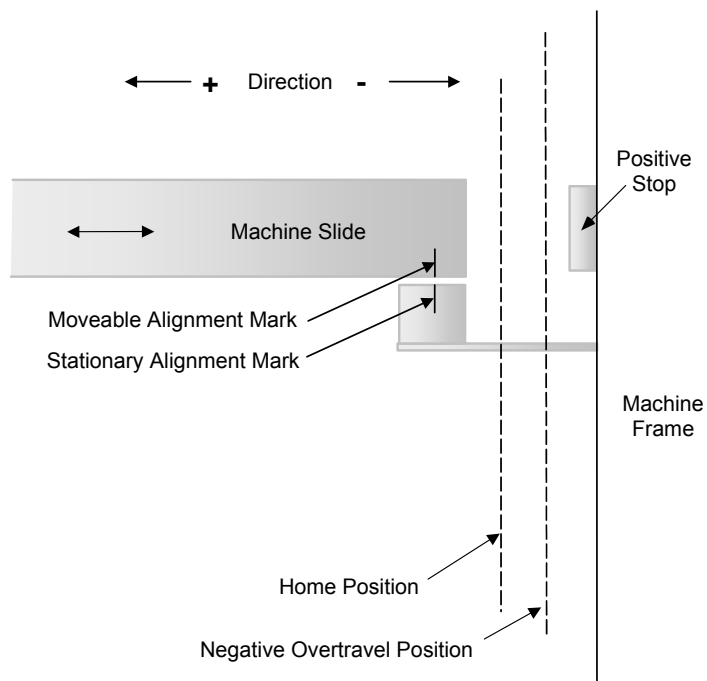 + Direction -
Positive
Stop
Machine Slide
Moveable Alignment Mark
Stationary Alignment Mark
Machine
Frame
Home Position
Negative Overtravel Position